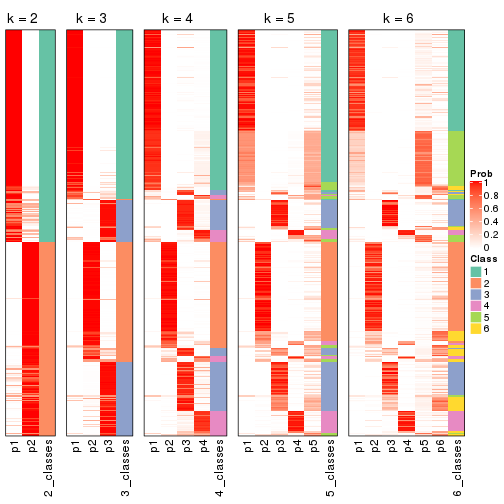 k = 2
k = 3
k = 4
k = 5
k = 6
p1
p2
2_classes
p1
p2
p3
3_classes
p1
p2
p3
p4
4_classes
p1
p2
p3
p4
p5
5_classes
p1
p2
p3
p4
p5
p6
6_classes
Prob
1
0.8
0.6
0.4
0.2
0
Class
1
2
3
4
5
6